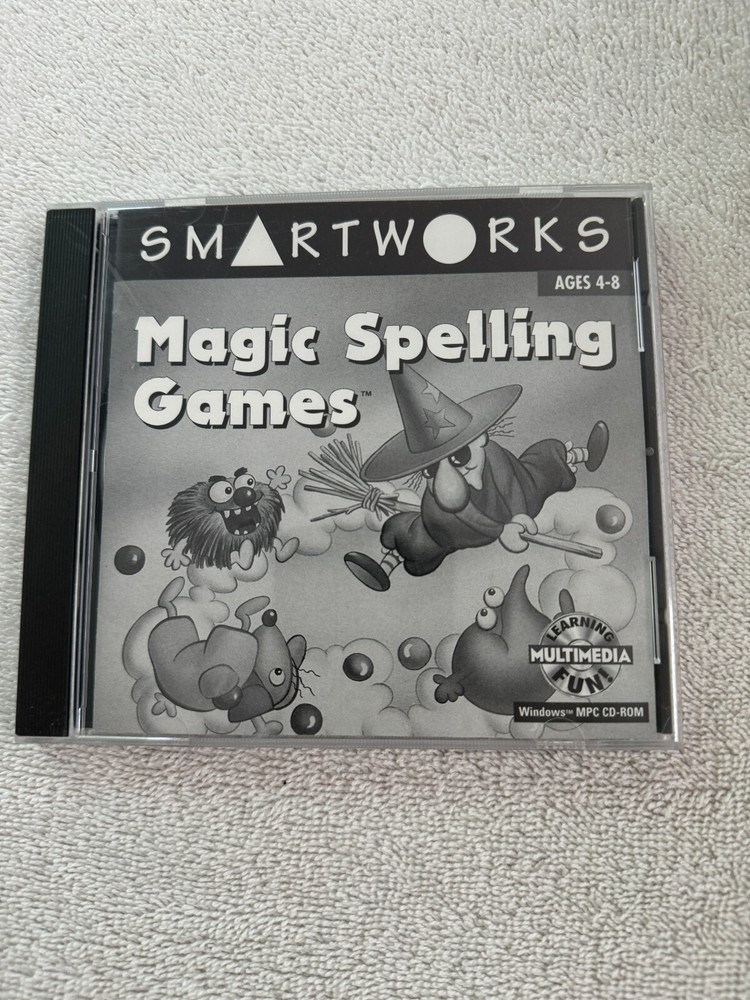 SMARTWORKS
AGES 4-8
Magic Spelling
Games™
LEARNING
MULTIMEDIA
FUN!
Windows™ MPC CD-ROM